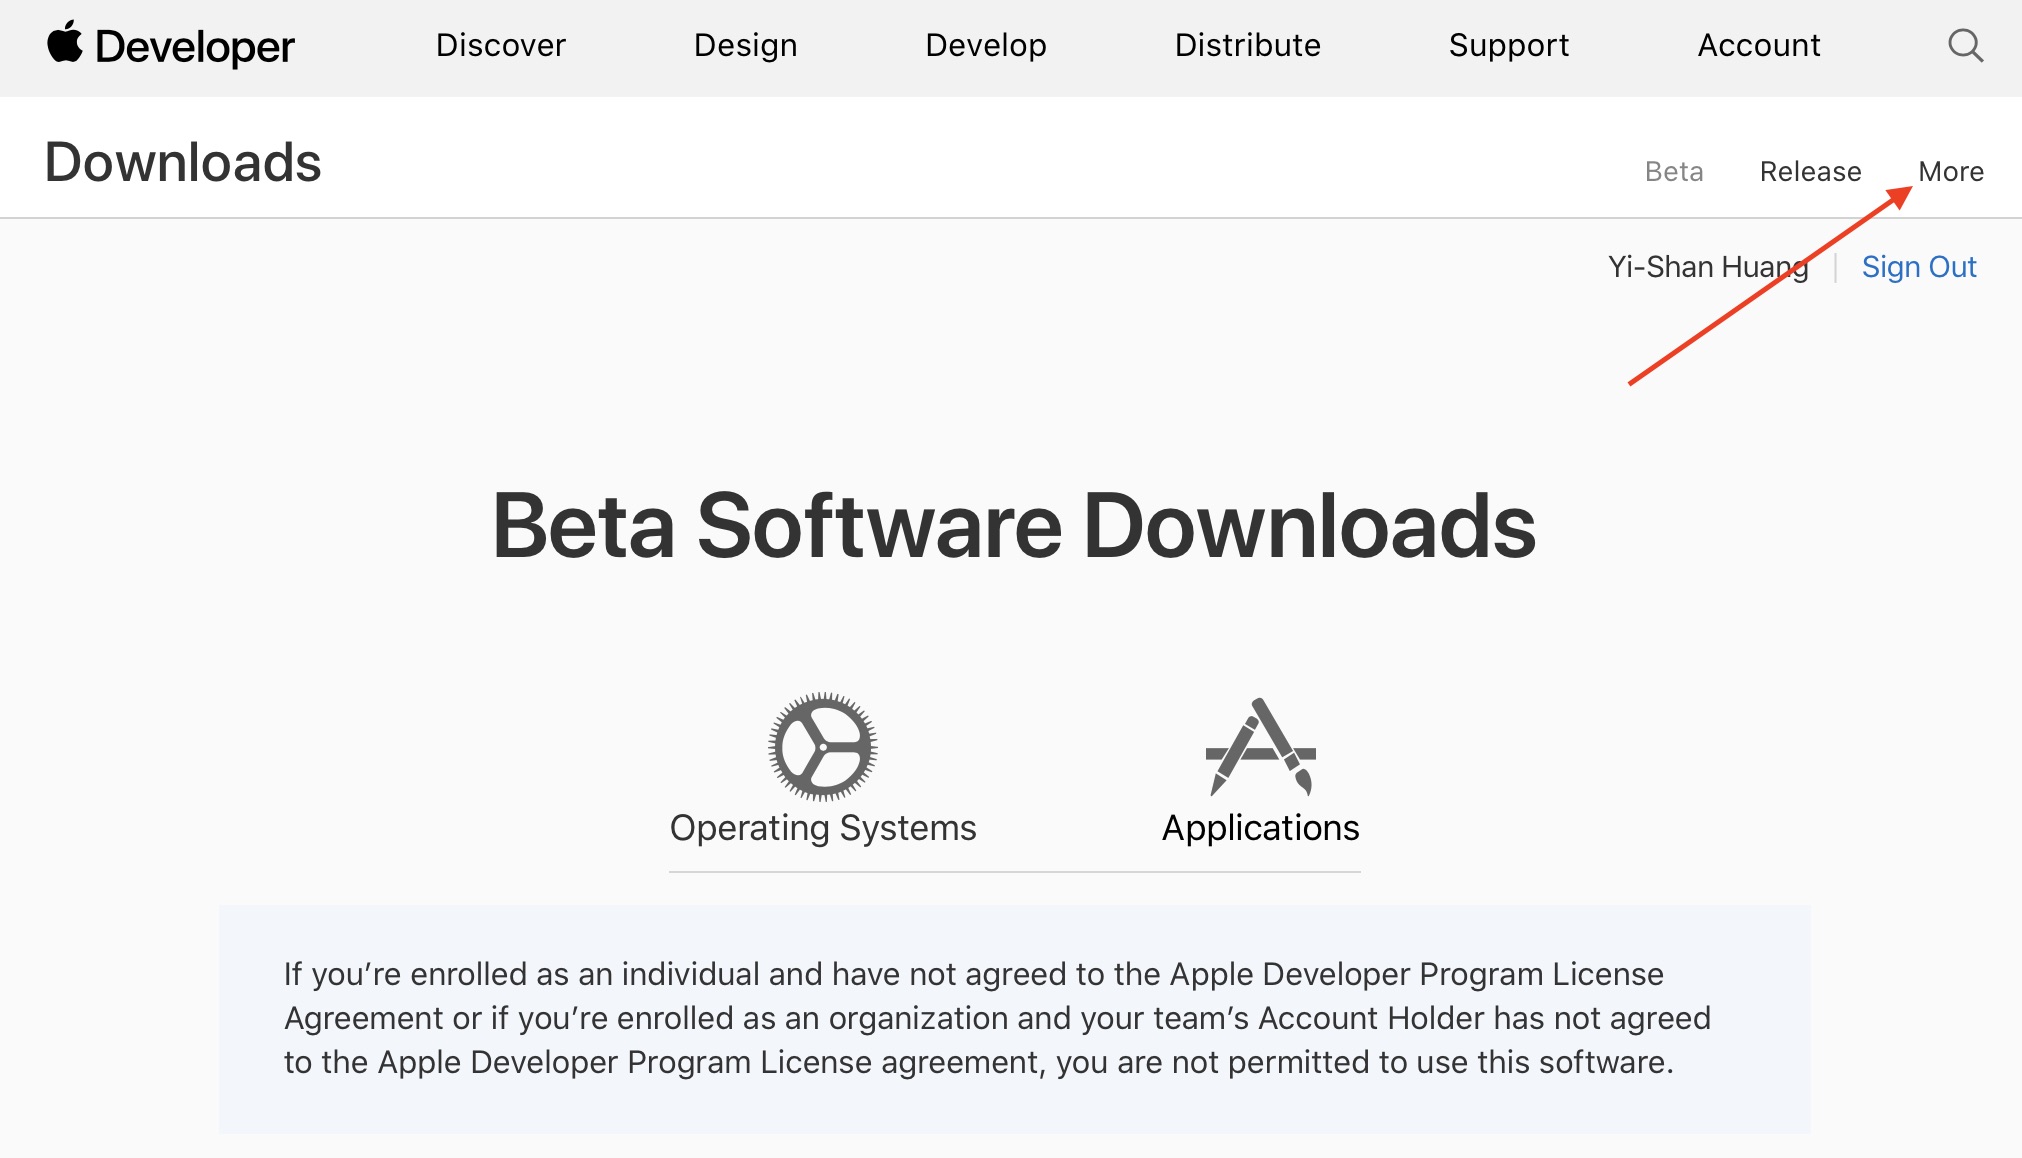 Developer Discover Design Develop Distribute Support Account
Downloads Beta Release More
Yi-Shan Huang Sign Out
Beta Software Downloads
Operating Systems Applications
If you’re enrolled as an individual and have not agreed to the Apple Developer Program License
Agreement or if you’re enrolled as an organization and your team’s Account Holder has not agreed
to the Apple Developer Program License agreement, you are not permitted to use this software.